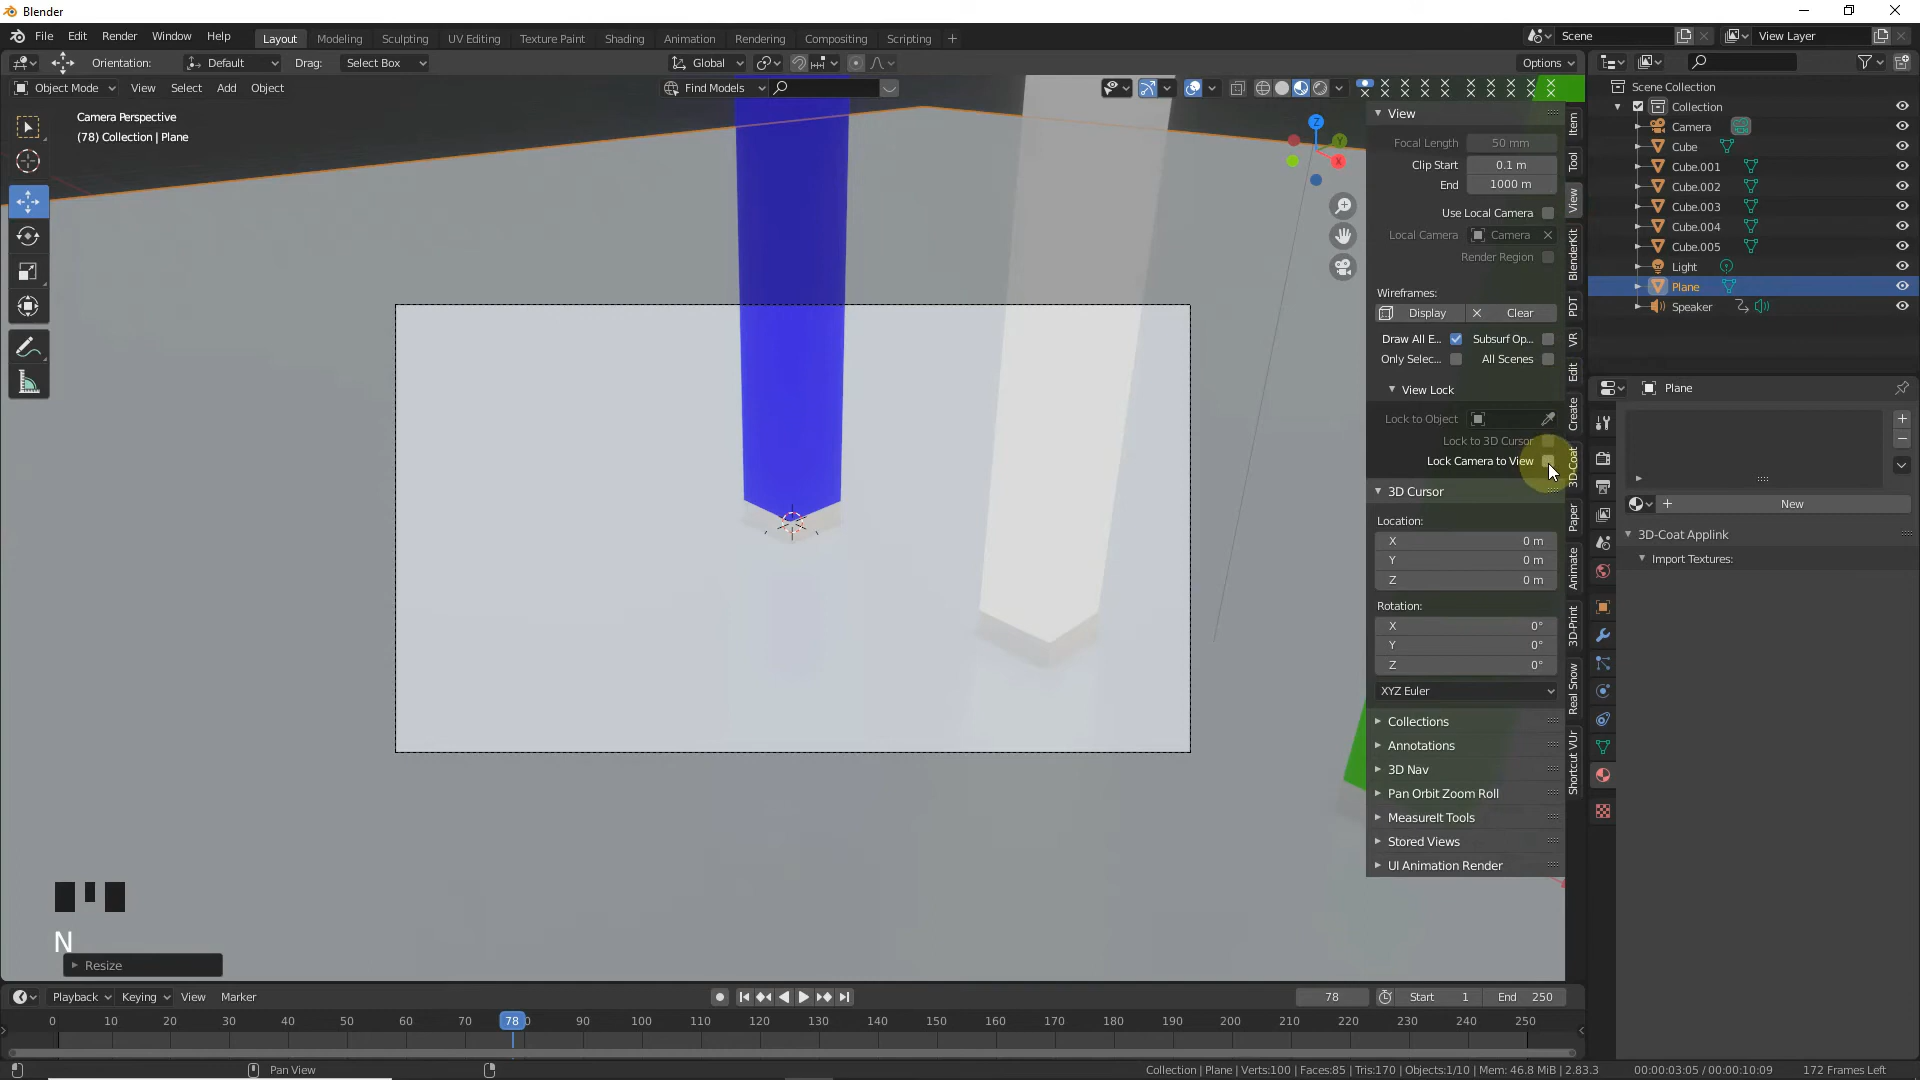 Blender
File Edit Render Window Help
Layout Modeling Sculpting UV Editing Texture Paint Shading Animation Rendering Compositing Scripting +
Scene
View Layer
Orientation: Default Drag: Select Box Global Options
Object Mode View Select Add Object Find Models
Camera Perspective
(78) Collection | Plane
X
Y
Z
View
Focal Length 50 mm
Clip Start 0.1 m
End 1000 m
Use Local Camera
Local Camera Camera
Render Region
Wireframes:
Display Clear
Draw All E... Subsurf Op...
Only Selec... All Scenes
View Lock
Lock to Object
Lock to 3D Cursor
Lock Camera to View
3D Cursor
Location:
X 0 m
Y 0 m
Z 0 m
Rotation:
X 0°
Y 0°
Z 0°
XYZ Euler
Collections
Annotations
3D Nav
Pan Orbit Zoom Roll
MeasureIt Tools
Stored Views
UI Animation Render
Item
Tool
View
BlenderKit
PDT
VR
Edit
Create
3D-Coat
Paper
Animate
3D-Print
Real Snow
Shortcut VUr
Scene Collection
Collection
Camera
Cube
Cube.001
Cube.002
Cube.003
Cube.004
Cube.005
Light
Plane
Speaker
Plane
New
3D-Coat Applink
Import Textures:
N
Resize
Playback Keying View Marker 78 Start 1 End 250
0 10 20 30 40 50 60 70 78 90 100 110 120 130 140 150 160 170 180 190 200 210 220 230 240 250
Pan View
Collection | Plane | Verts:100 | Faces:85 | Tris:170 | Objects:1/10 | Mem: 46.8 MiB | 2.83.3 00:00:03:05 / 00:00:10:09 172 Frames Left